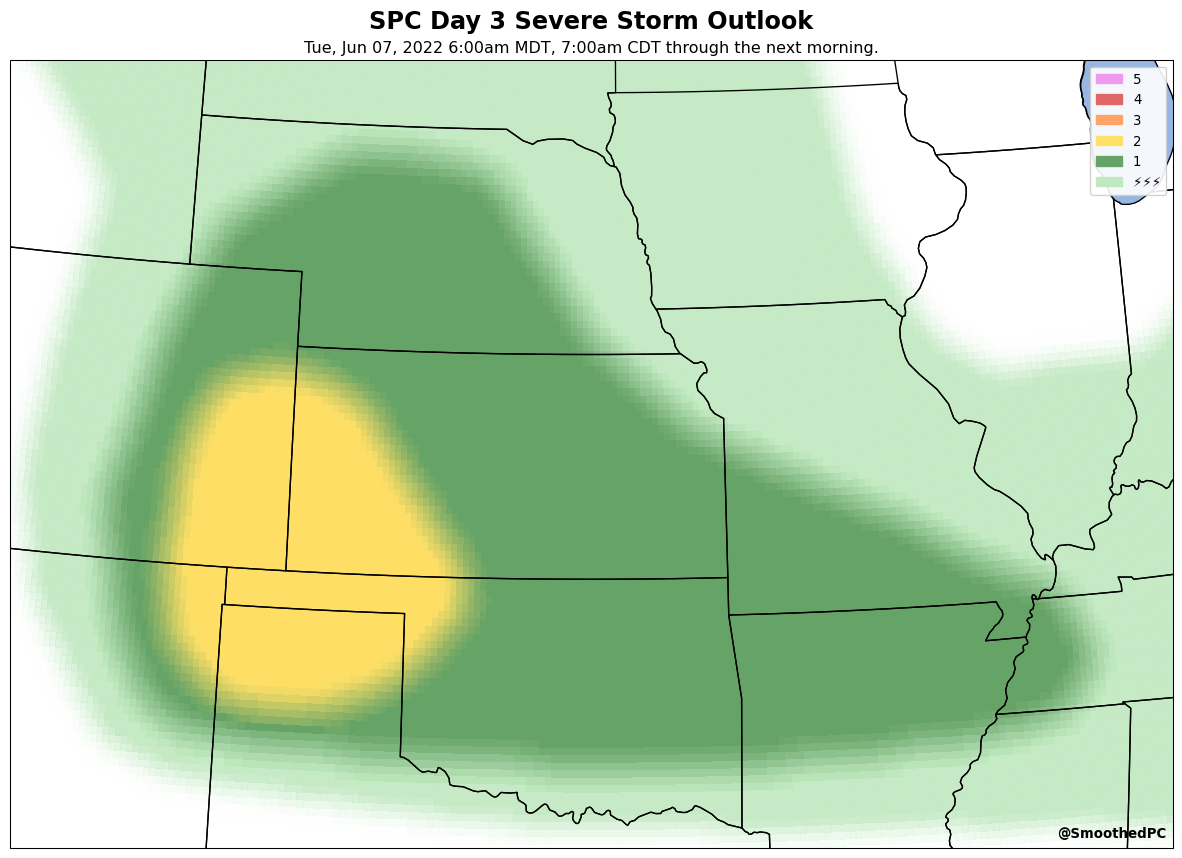 SPC Day 3 Severe Storm Outlook
Tue, Jun 07, 2022 6:00am MDT, 7:00am CDT through the next morning.
5
4
3
2
1
⚡⚡⚡
@SmoothedPC